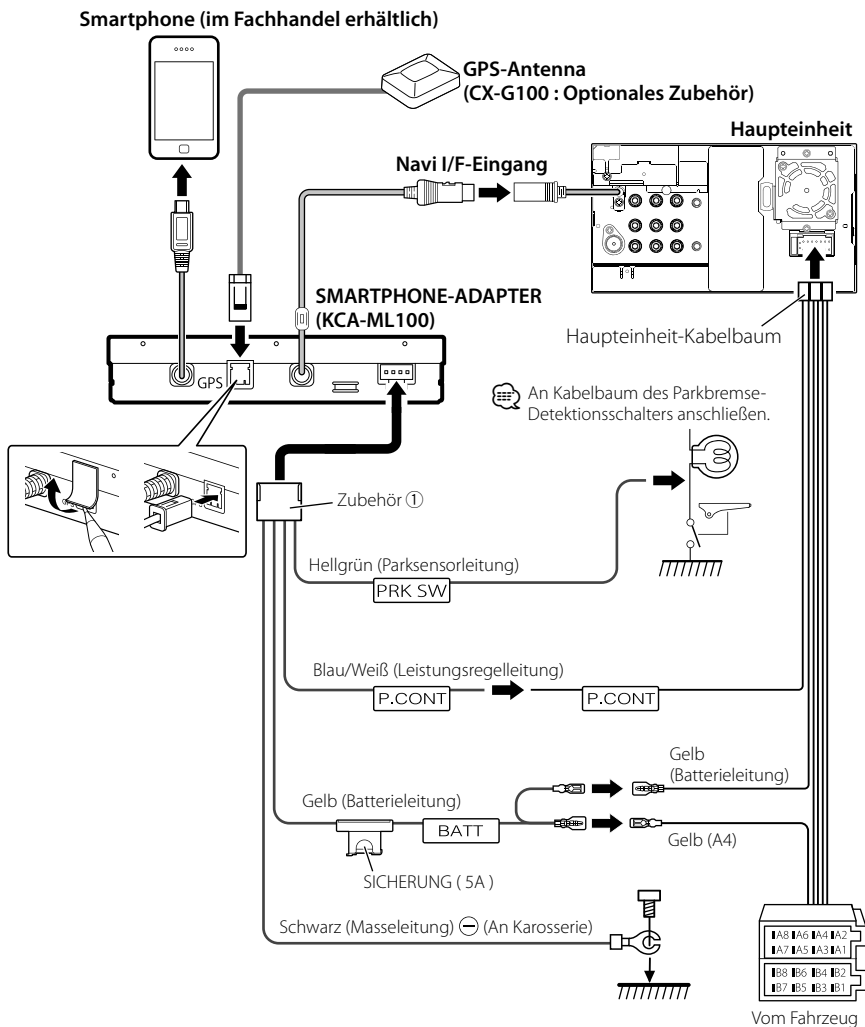 Smartphone (im Fachhandel erhältlich)
GPS-Antenna
(CX-G100 : Optionales Zubehör)
Haupteinheit
Navi I/F-Eingang
SMARTPHONE-ADAPTER
(KCA-ML100)
Haupteinheit-Kabelbaum
GPS
An Kabelbaum des Parkbremse-
Detektionsschalters anschließen.
Zubehör ①
Hellgrün (Parksensorleitung)
PRK SW
Blau/Weiß (Leistungsregelleitung)
P.CONT
P.CONT
Gelb
(Batterieleitung)
Gelb (Batterieleitung)
BATT
Gelb (A4)
SICHERUNG ( 5A )
Schwarz (Masseleitung) ⊖ (An Karosserie)
A8 A6 A4 A2
A7 A5 A3 A1
B8 B6 B4 B2
B7 B5 B3 B1
Vom Fahrzeug